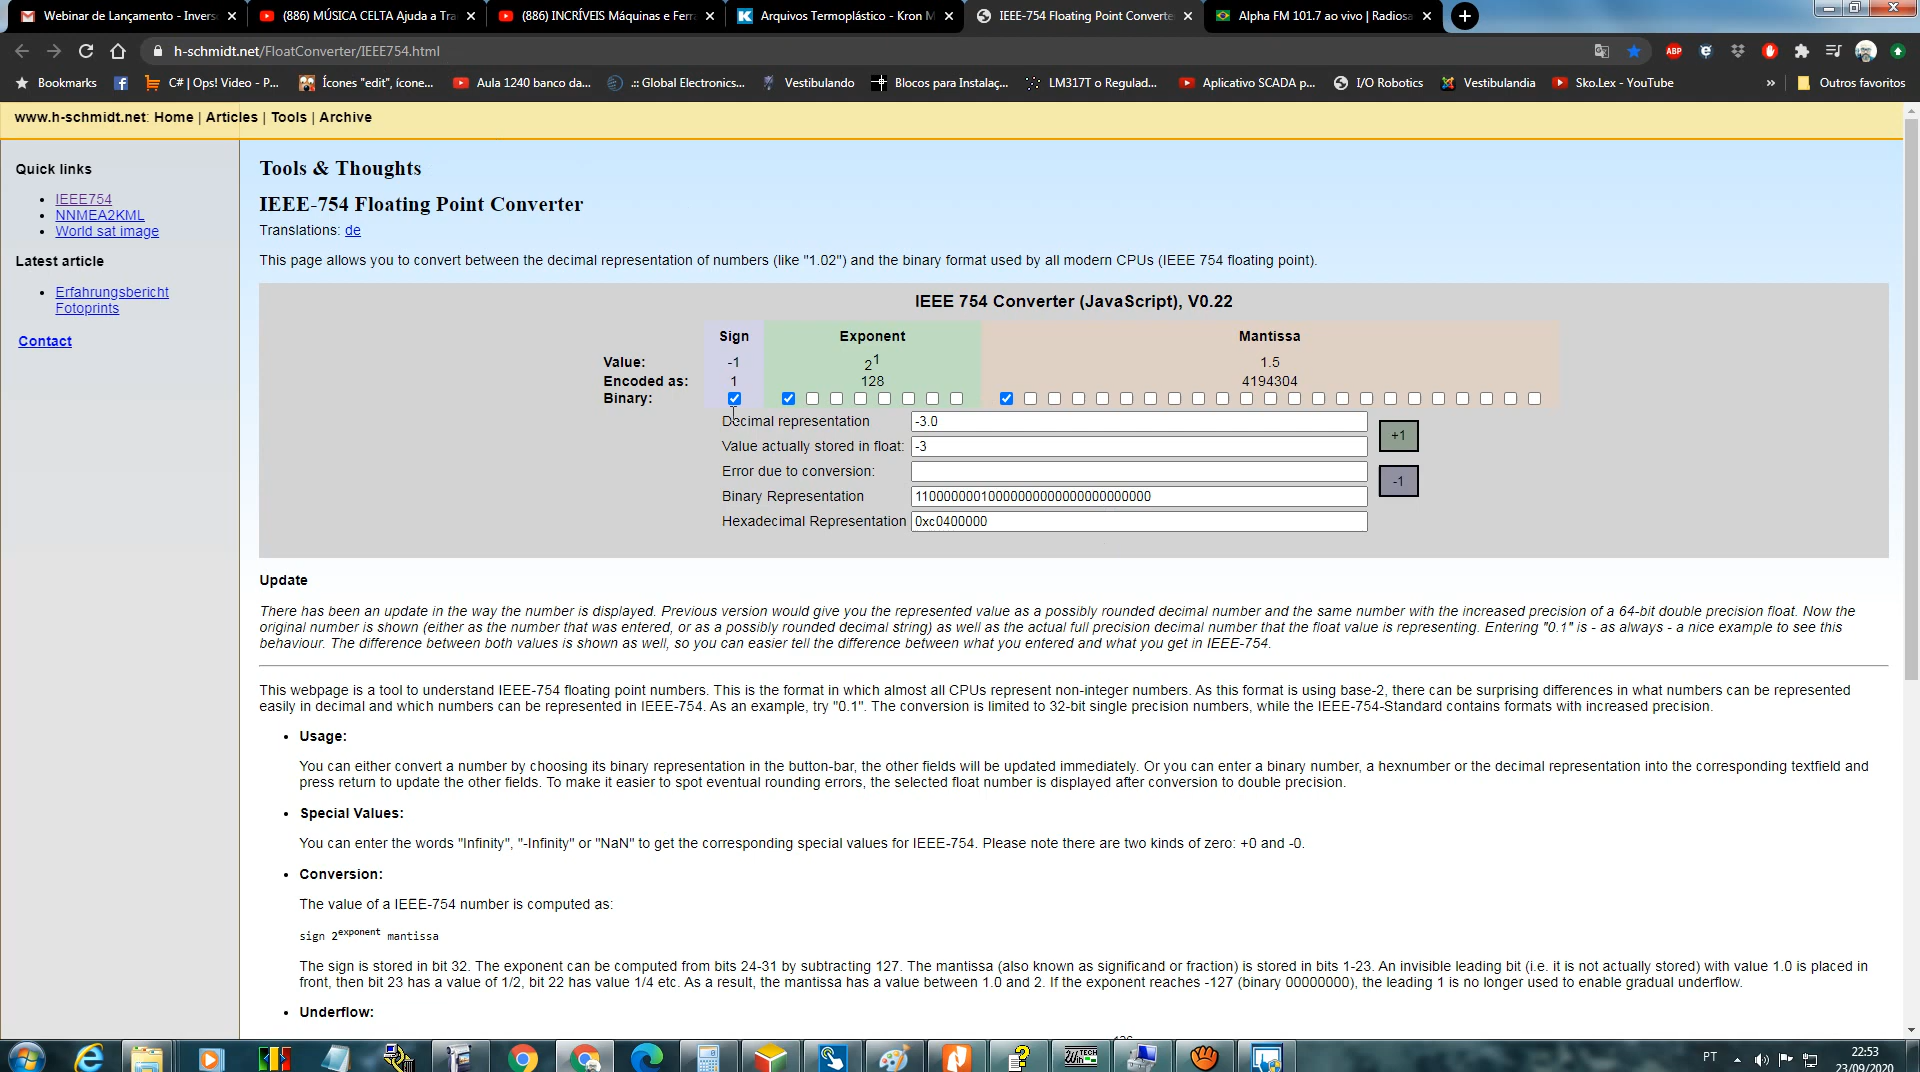 Webinar de Lançamento - Invers
(886) MÚSICA CELTA Ajuda a Tra
(886) INCRÍVEIS Máquinas e Ferra
Arquivos Termoplástico - Kron M
IEEE-754 Floating Point Converte
Alpha FM 101.7 ao vivo | Radiosa
h-schmidt.net/FloatConverter/IEEE754.html
ABP
Bookmarks
C# | Ops! Video - P...
Ícones "edit", ícone...
Aula 1240 banco da...
.:: Global Electronics...
Vestibulando
Blocos para Instalaç...
LM317T o Regulad...
Aplicativo SCADA p...
I/O Robotics
Vestibulandia
Sko.Lex - YouTube
»
Outros favoritos
www.h-schmidt.net: Home | Articles | Tools | Archive
Quick links
IEEE754
NNMEA2KML
World sat image
Latest article
Erfahrungsbericht
Fotoprints
Contact
Tools & Thoughts
IEEE-754 Floating Point Converter
Translations: de
This page allows you to convert between the decimal representation of numbers (like "1.02") and the binary format used by all modern CPUs (IEEE 754 floating point).
IEEE 754 Converter (JavaScript), V0.22
Sign Exponent Mantissa
Value: -1 2^1 1.5
Encoded as: 1 128 4194304
Binary:
Decimal representation -3.0
+1
Value actually stored in float: -3
Error due to conversion:
-1
Binary Representation 11000000010000000000000000000000
Hexadecimal Representation 0xc0400000
Update
There has been an update in the way the number is displayed. Previous version would give you the represented value as a possibly rounded decimal number and the same number with the increased precision of a 64-bit double precision float. Now the
original number is shown (either as the number that was entered, or as a possibly rounded decimal string) as well as the actual full precision decimal number that the float value is representing. Entering "0.1" is - as always - a nice example to see this
behaviour. The difference between both values is shown as well, so you can easier tell the difference between what you entered and what you get in IEEE-754.
This webpage is a tool to understand IEEE-754 floating point numbers. This is the format in which almost all CPUs represent non-integer numbers. As this format is using base-2, there can be surprising differences in what numbers can be represented
easily in decimal and which numbers can be represented in IEEE-754. As an example, try "0.1". The conversion is limited to 32-bit single precision numbers, while the IEEE-754-Standard contains formats with increased precision.
Usage:
You can either convert a number by choosing its binary representation in the button-bar, the other fields will be updated immediately. Or you can enter a binary number, a hexnumber or the decimal representation into the corresponding textfield and
press return to update the other fields. To make it easier to spot eventual rounding errors, the selected float number is displayed after conversion to double precision.
Special Values:
You can enter the words "Infinity", "-Infinity" or "NaN" to get the corresponding special values for IEEE-754. Please note there are two kinds of zero: +0 and -0.
Conversion:
The value of a IEEE-754 number is computed as:
sign 2^exponent mantissa
The sign is stored in bit 32. The exponent can be computed from bits 24-31 by subtracting 127. The mantissa (also known as significand or fraction) is stored in bits 1-23. An invisible leading bit (i.e. it is not actually stored) with value 1.0 is placed in
front, then bit 23 has a value of 1/2, bit 22 has value 1/4 etc. As a result, the mantissa has a value between 1.0 and 2. If the exponent reaches -127 (binary 00000000), the leading 1 is no longer used to enable gradual underflow.
Underflow:
WinTECH
PT
22:53
23/09/2020